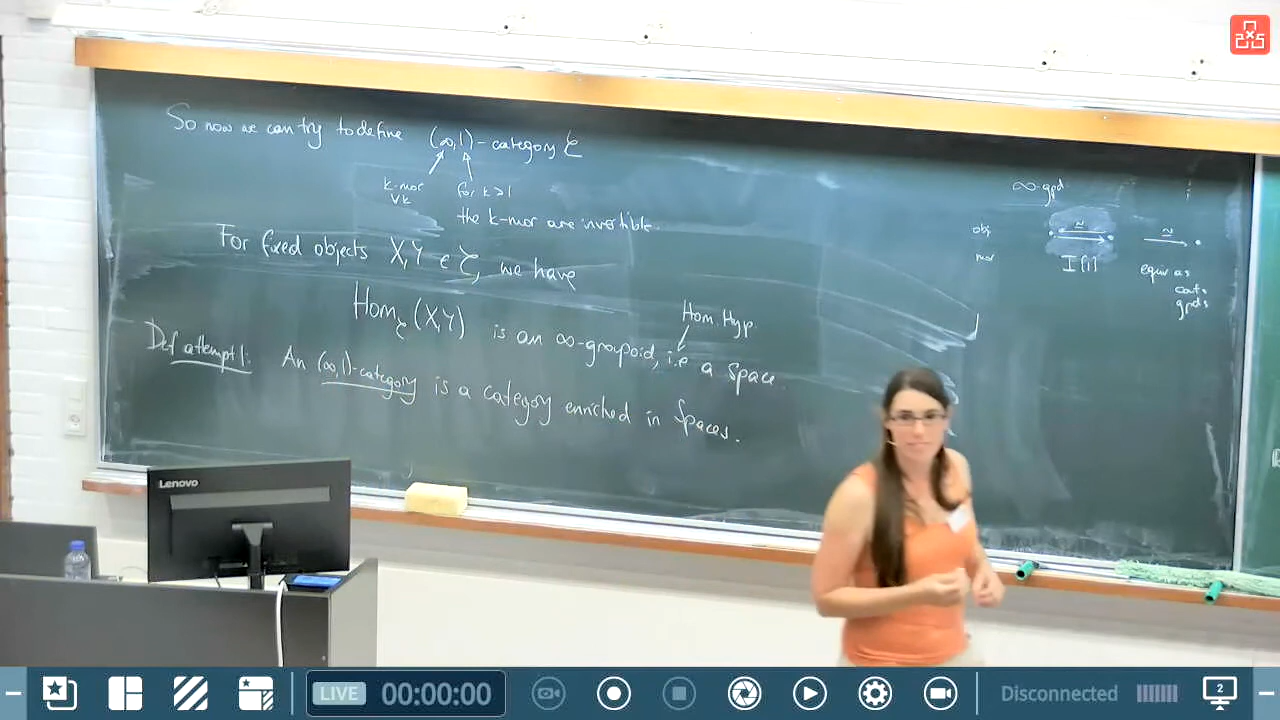 So now we can try to define (∞,1)-category ℭ
k-mor for k>1
∀k the k-mor are invertible.
For fixed objects X,Y ∈ ℭ, we have
Hom_ℭ(X,Y) is an ∞-groupoid, i.e a space.
Hom. Hyp.
Def attempt 1: An (∞,1)-category is a category enriched in Spaces.
∞-gpd
obj
mor
≃ ≃
I[1]
equiv as
cats
gpds
Lenovo
LIVE 00:00:00
Disconnected
2